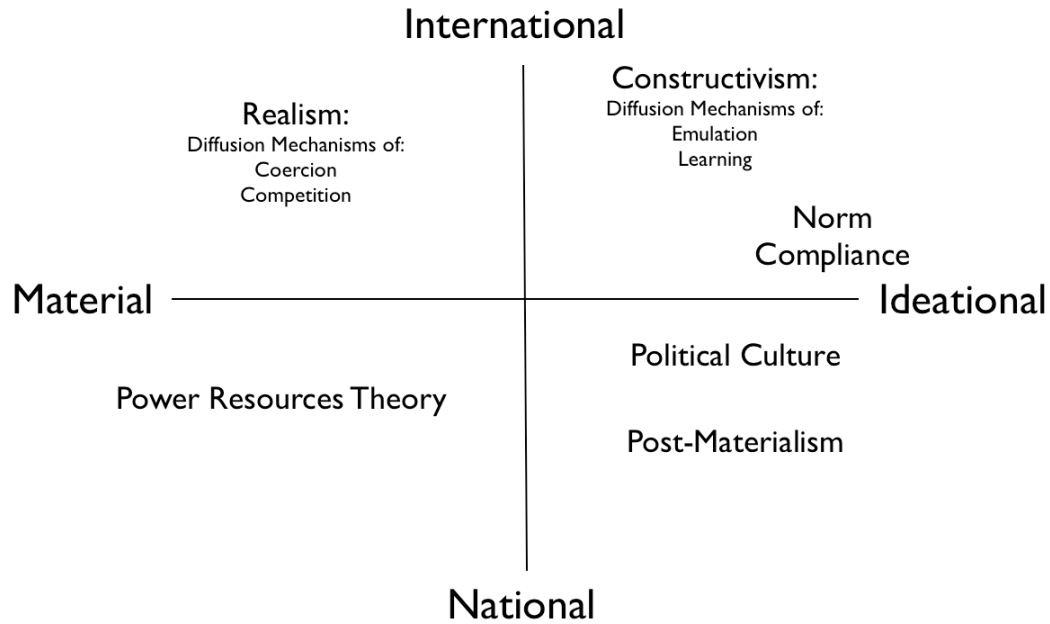 International
Constructivism:
Diffusion Mechanisms of:
Emulation
Learning
Realism:
Diffusion Mechanisms of:
Coercion
Competition
Norm
Compliance
Material
Ideational
Political Culture
Power Resources Theory
Post-Materialism
National